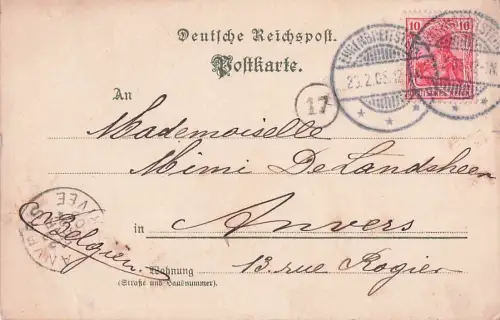 Deutsche Reichspost.
Postkarte.
10 10
17
An
Mademoiselle
Mimi De Landsheer
in Anvers
Belgien.
Wohnung 13. rue Rogier
(Straße und Hausnummer)